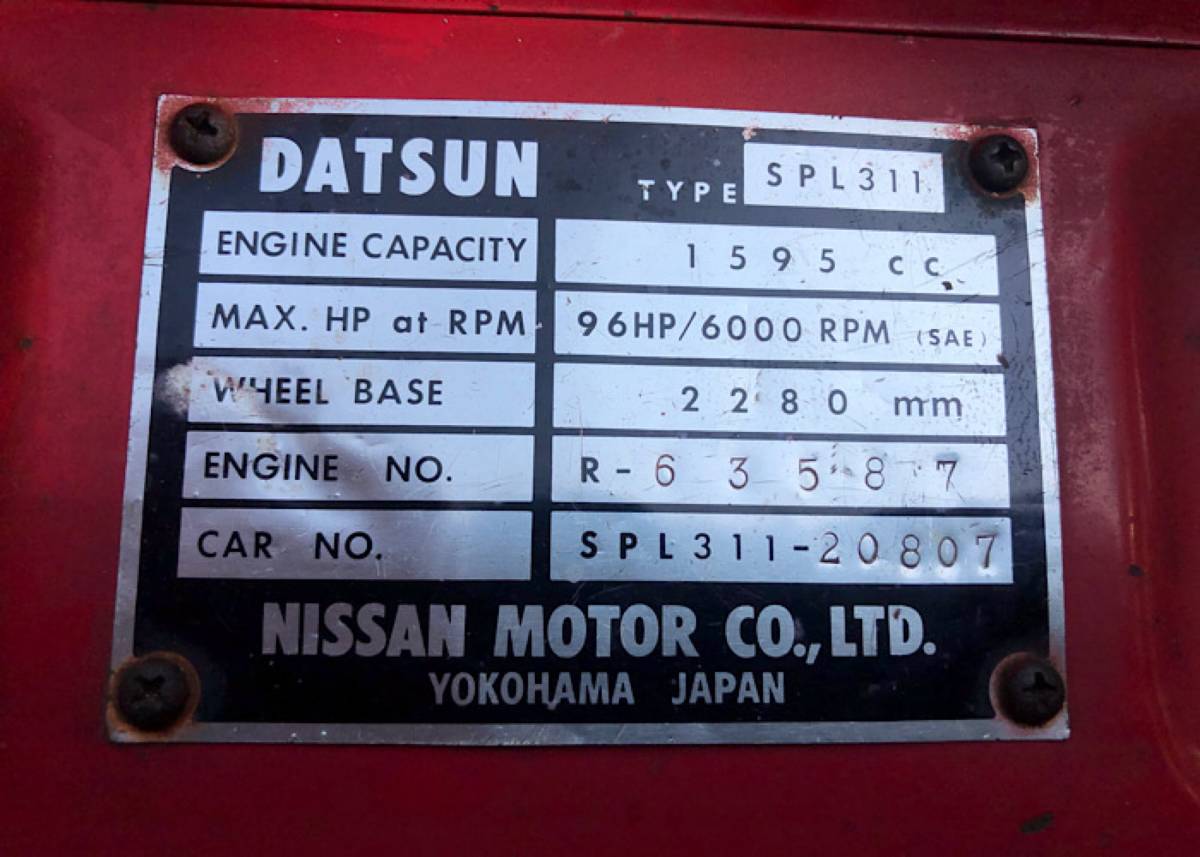 DATSUN TYPE SPL311
ENGINE CAPACITY 1595 cc.
MAX. HP at RPM 96HP/6000 RPM (SAE)
WHEEL BASE 2280 mm
ENGINE NO. R-63587
CAR NO. SPL311-20807
NISSAN MOTOR CO., LTD.
YOKOHAMA JAPAN